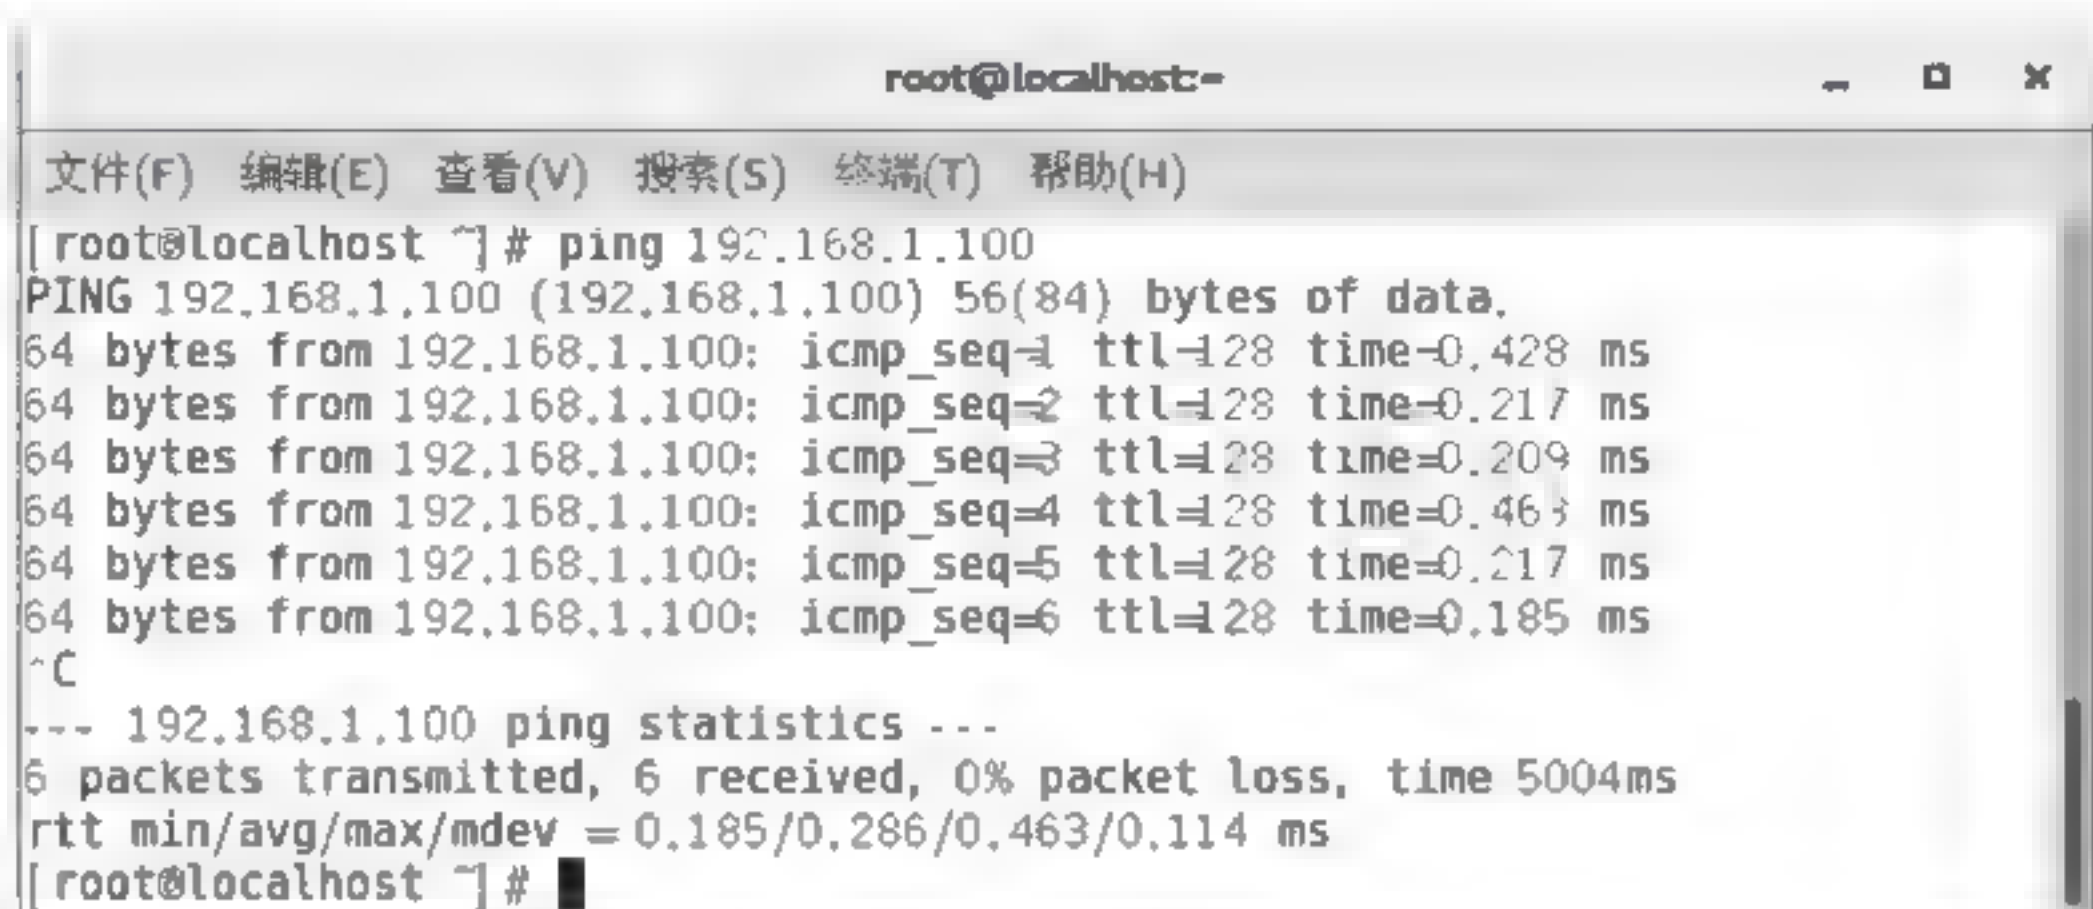 root@localhost:~
文件(F) 编辑(E) 查看(V) 搜索(S) 终端(T) 帮助(H)
[root@localhost ~]# ping 192.168.1.100
PING 192.168.1.100 (192.168.1.100) 56(84) bytes of data.
64 bytes from 192.168.1.100: icmp_seq=1 ttl=128 time=0.428 ms
64 bytes from 192.168.1.100: icmp_seq=2 ttl=128 time=0.217 ms
64 bytes from 192.168.1.100: icmp_seq=3 ttl=128 time=0.209 ms
64 bytes from 192.168.1.100: icmp_seq=4 ttl=128 time=0.463 ms
64 bytes from 192.168.1.100: icmp_seq=5 ttl=128 time=0.217 ms
64 bytes from 192.168.1.100: icmp_seq=6 ttl=128 time=0.185 ms
^C
--- 192.168.1.100 ping statistics ---
6 packets transmitted, 6 received, 0% packet loss, time 5004ms
rtt min/avg/max/mdev = 0.185/0.286/0.463/0.114 ms
[root@localhost ~]#